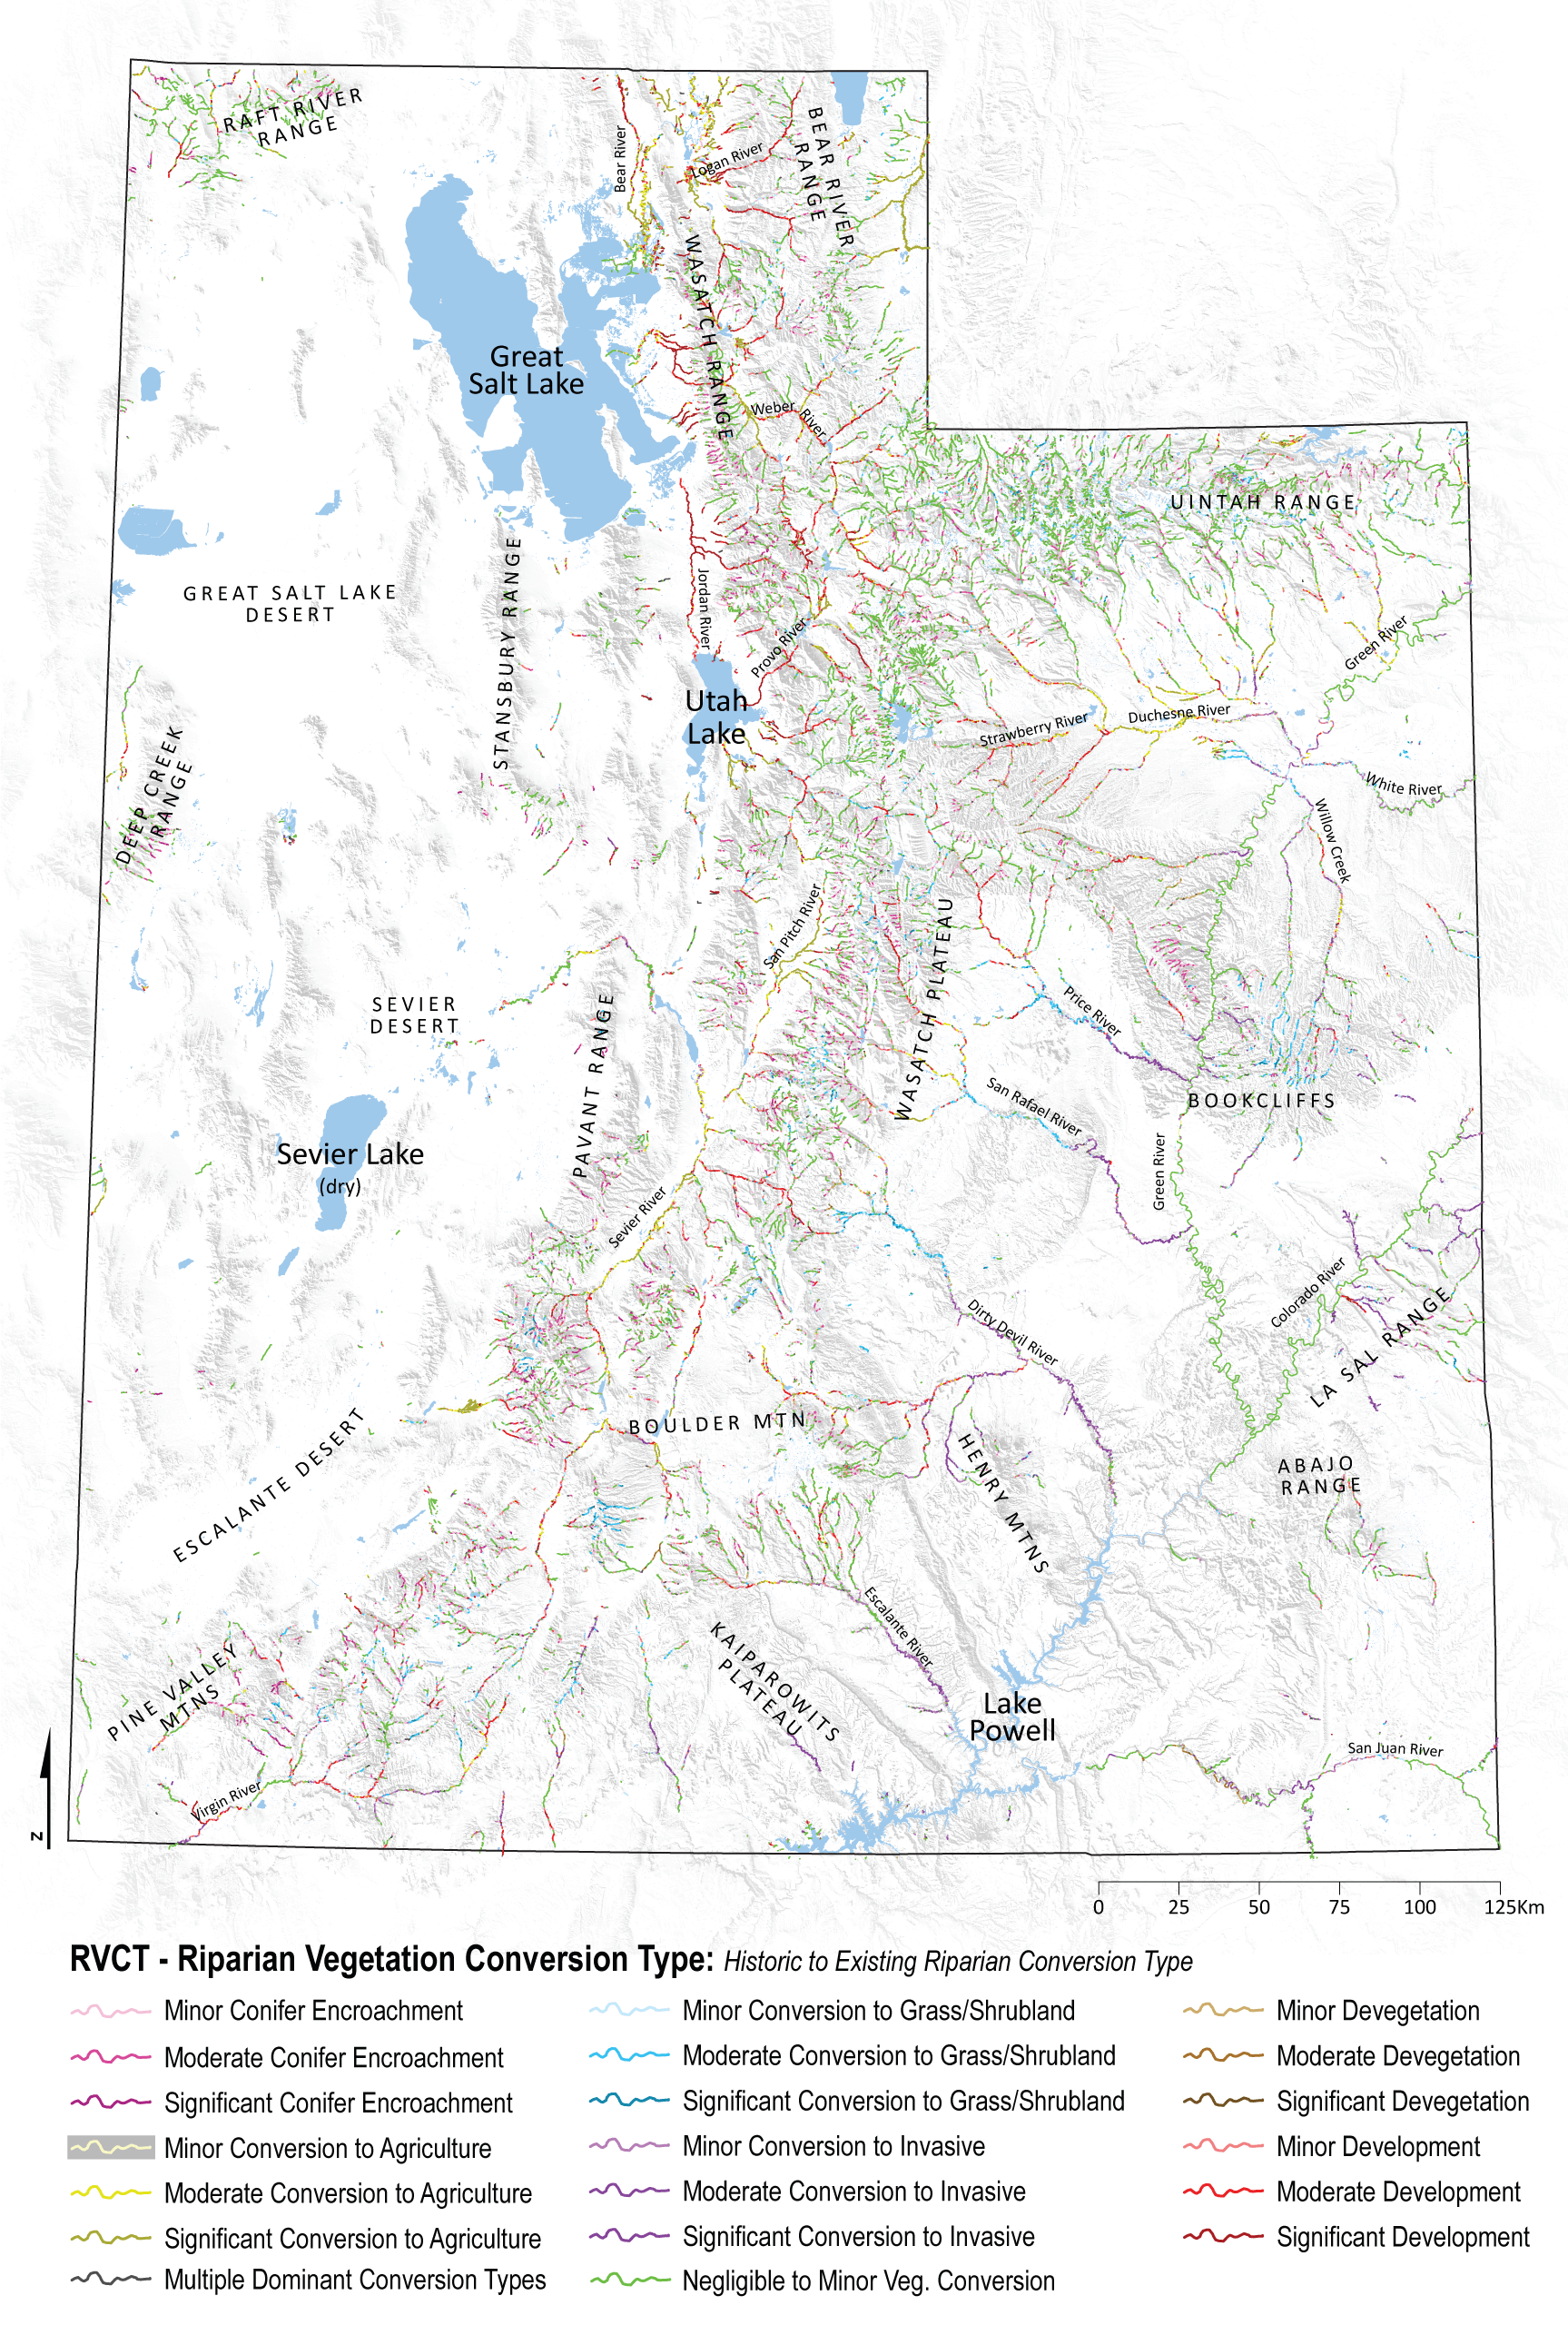 RAFT RIVER
RANGE
Bear River
Logan River
BEAR RIVER
RANGE
WASATCH RANGE
Great
Salt Lake
Weber River
UINTAH RANGE
GREAT SALT LAKE
DESERT
STANSBURY RANGE
Jordan River
Provo River
Green River
Utah
Lake
Strawberry River
Duchesne River
White River
DEEP CREEK
RANGE
Willow Creek
San Pitch River
WASATCH PLATEAU
SEVIER
DESERT
PAVANT RANGE
Price River
San Rafael River
BOOKCLIFFS
Sevier Lake
(dry)
Green River
Sevier River
Colorado River
LA SAL RANGE
Dirty Devil River
BOULDER MTN
HENRY MTNS
ABAJO
RANGE
ESCALANTE DESERT
Escalante River
KAIPAROWITS
PLATEAU
PINE VALLEY
MTNS
Lake
Powell
San Juan River
Virgin River
N
0 25 50 75 100 125Km
RVCT - Riparian Vegetation Conversion Type: Historic to Existing Riparian Conversion Type
Minor Conifer Encroachment
Moderate Conifer Encroachment
Significant Conifer Encroachment
Minor Conversion to Agriculture
Moderate Conversion to Agriculture
Significant Conversion to Agriculture
Multiple Dominant Conversion Types
Minor Conversion to Grass/Shrubland
Moderate Conversion to Grass/Shrubland
Significant Conversion to Grass/Shrubland
Minor Conversion to Invasive
Moderate Conversion to Invasive
Significant Conversion to Invasive
Negligible to Minor Veg. Conversion
Minor Devegetation
Moderate Devegetation
Significant Devegetation
Minor Development
Moderate Development
Significant Development